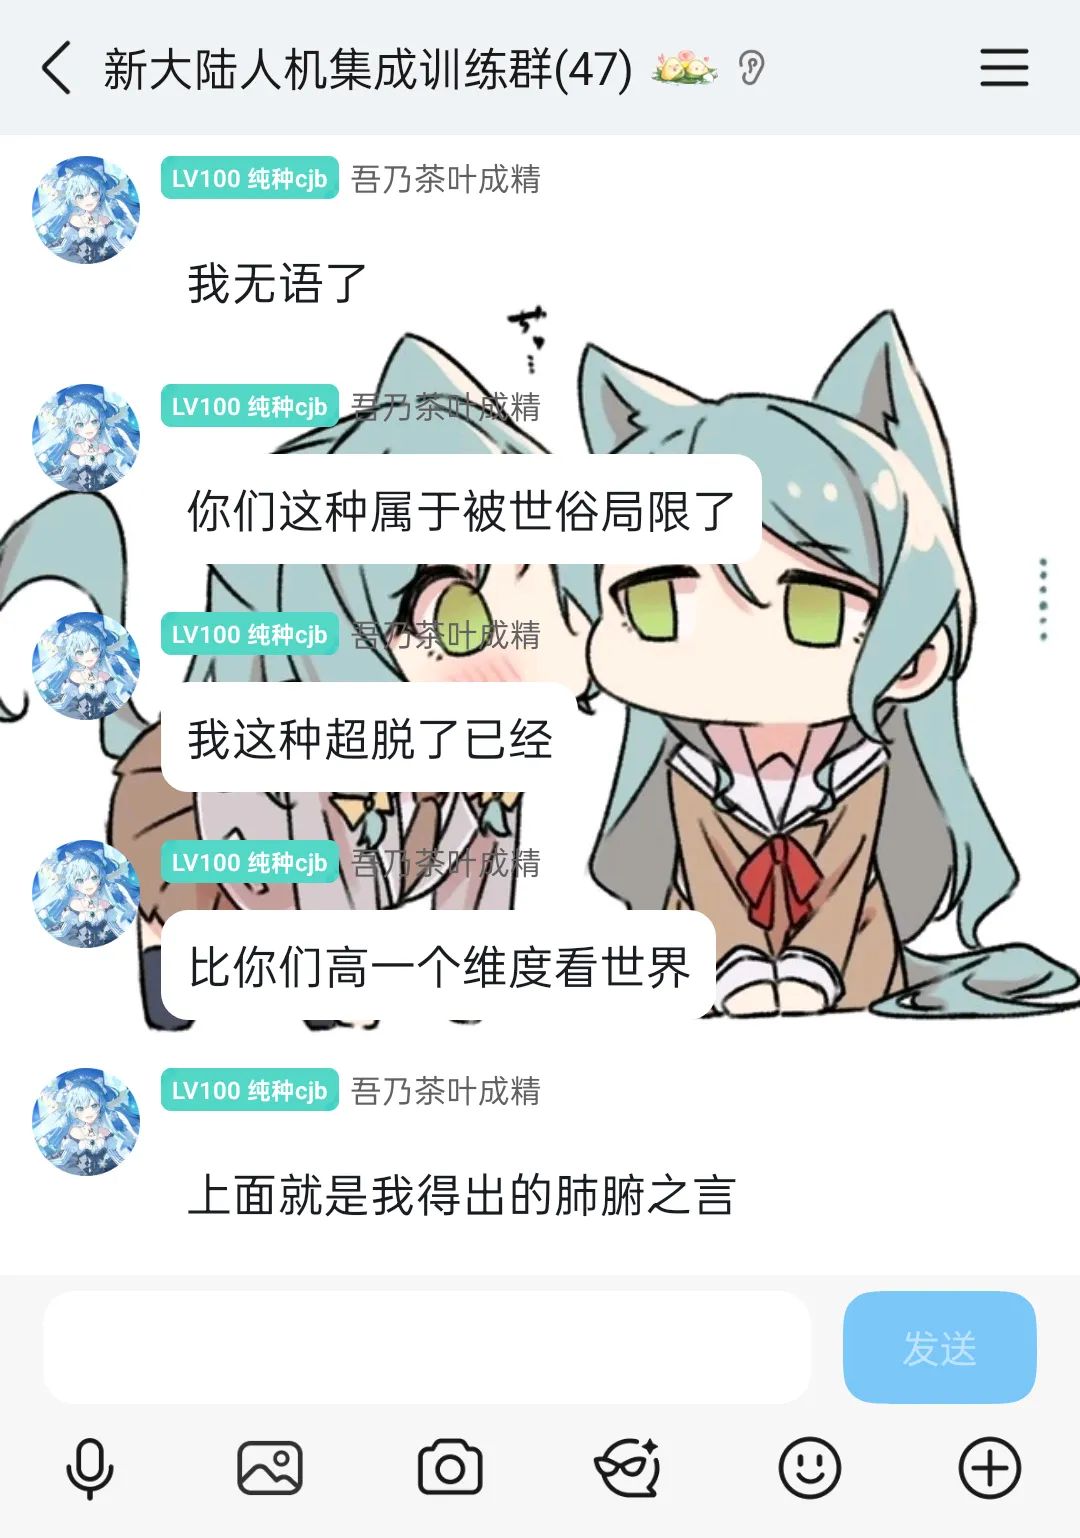 新大陆人机集成训练群(47)
LV100 纯种cjb 吾乃茶叶成精
我无语了
LV100 纯种cjb 吾乃茶叶成精
你们这种属于被世俗局限了
LV100 纯种cjb 吾乃茶叶成精
我这种超脱了已经
LV100 纯种cjb 吾乃茶叶成精
比你们高一个维度看世界
LV100 纯种cjb 吾乃茶叶成精
上面就是我得出的肺腑之言
发送